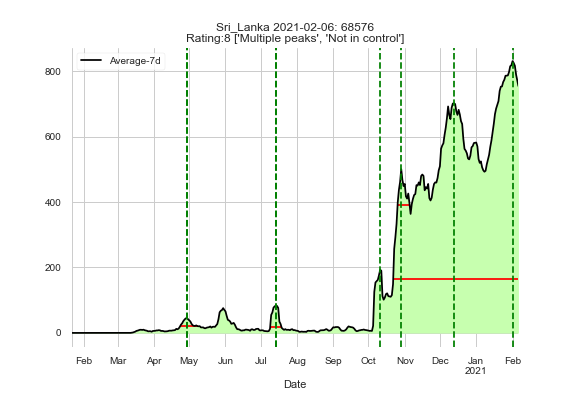 Sri_Lanka 2021-02-06: 68576
Rating:8 ['Multiple peaks', 'Not in control']
Average-7d
800
600
400
200
0
Feb Mar Apr May Jun Jul Aug Sep Oct Nov Dec Jan Feb
2021
Date